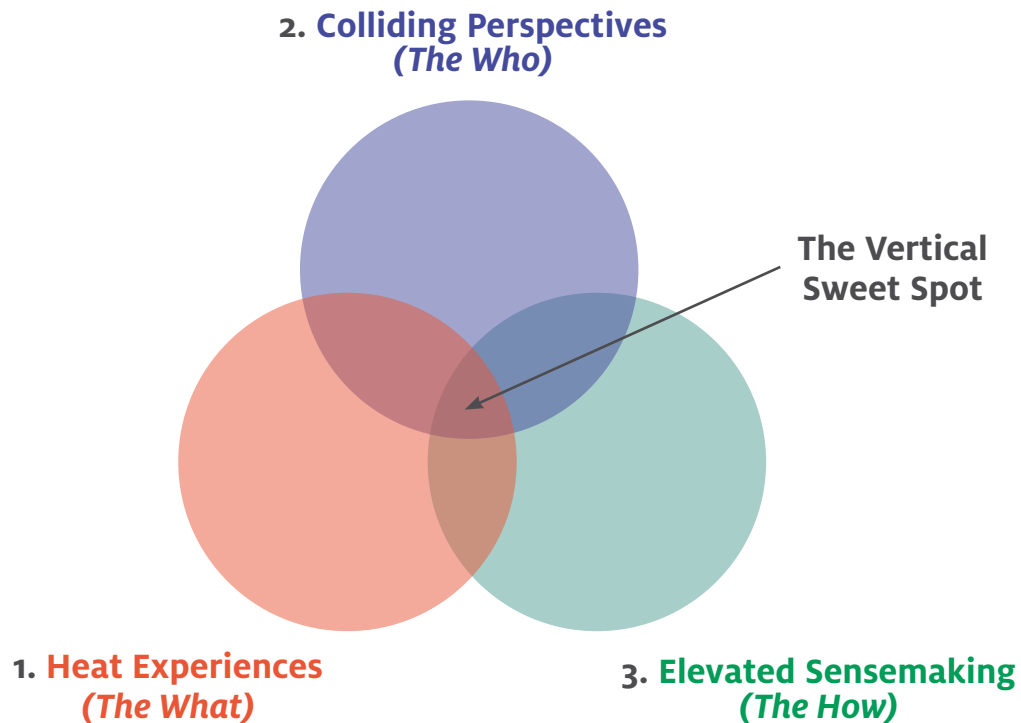 2. Colliding Perspectives
(The Who)
The Vertical
Sweet Spot
1. Heat Experiences
(The What)
3. Elevated Sensemaking
(The How)